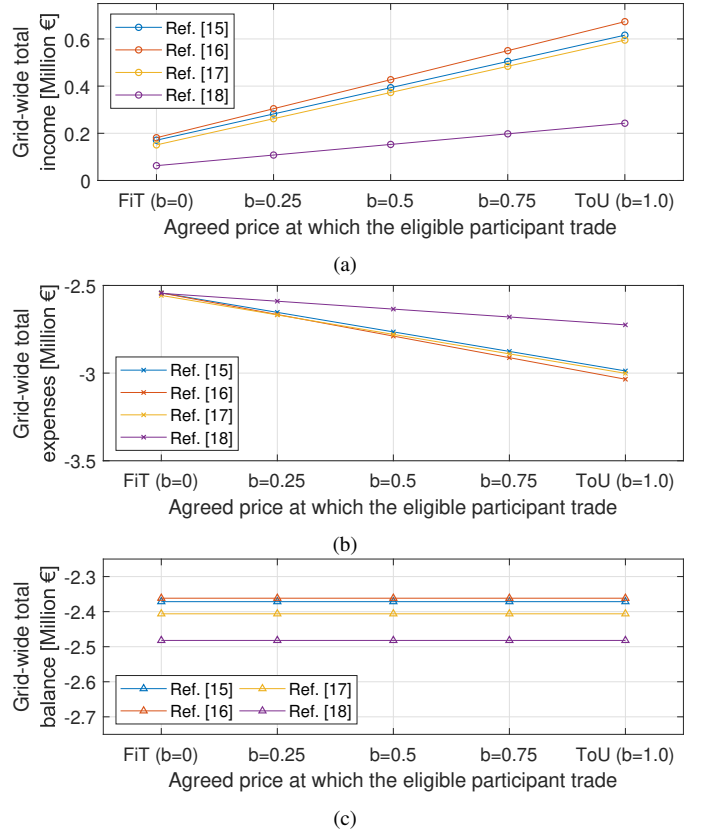 Grid-wide total
income [Million €]
0.6
0.4
0.2
0
Ref. [15]
Ref. [16]
Ref. [17]
Ref. [18]
FiT (b=0) b=0.25 b=0.5 b=0.75 ToU (b=1.0)
Agreed price at which the eligible participant trade
(a)
Grid-wide total
expenses [Million €]
-2.5
-3
-3.5
Ref. [15]
Ref. [16]
Ref. [17]
Ref. [18]
FiT (b=0) b=0.25 b=0.5 b=0.75 ToU (b=1.0)
Agreed price at which the eligible participant trade
(b)
Grid-wide total
balance [Million €]
-2.3
-2.4
-2.5
-2.6
-2.7
Ref. [15] Ref. [17]
Ref. [16] Ref. [18]
FiT (b=0) b=0.25 b=0.5 b=0.75 ToU (b=1.0)
Agreed price at which the eligible participant trade
(c)